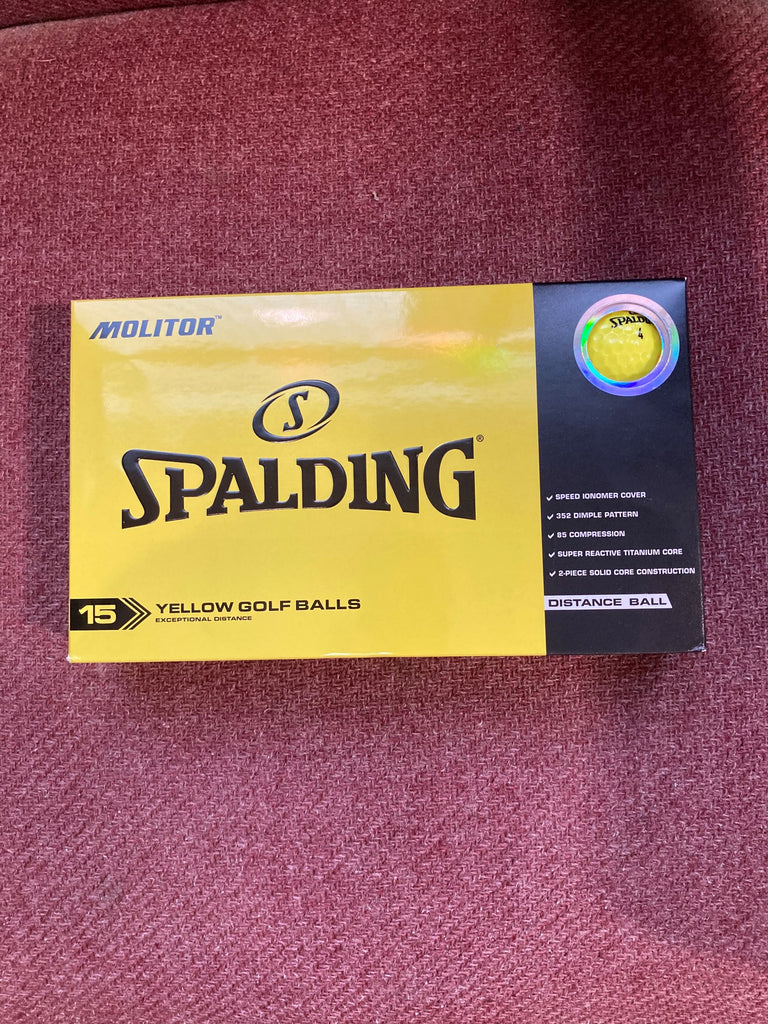 MOLITOR™
S
SPALDING®
15 YELLOW GOLF BALLS
EXCEPTIONAL DISTANCE
SPALD
4
✓ SPEED IONOMER COVER
✓ 352 DIMPLE PATTERN
✓ 85 COMPRESSION
✓ SUPER REACTIVE TITANIUM CORE
✓ 2-PIECE SOLID CORE CONSTRUCTION
DISTANCE BALL